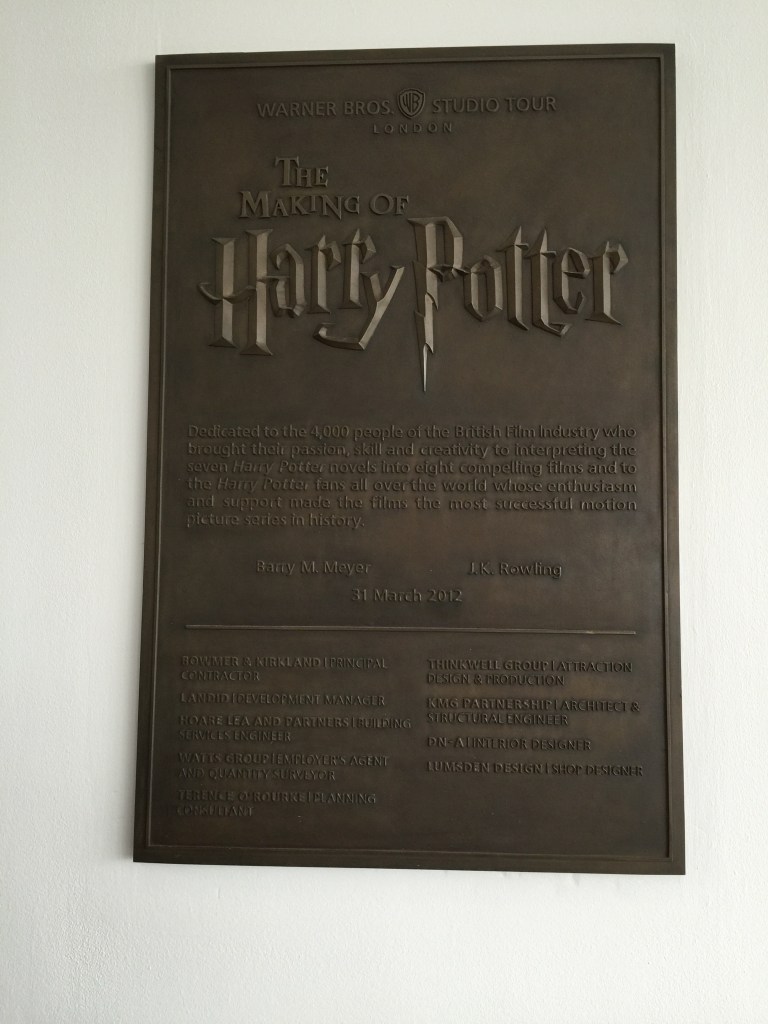 WARNER BROS. WB STUDIO TOUR
LONDON
THE
MAKING OF
Harry Potter
Dedicated to the 4,000 people of the British Film Industry who
brought their passion, skill and creativity to interpreting the
seven Harry Potter novels into eight compelling films and to
the Harry Potter fans all over the world whose enthusiasm
and support made the films the most successful motion
picture series in history.
Barry M. Meyer
J.K. Rowling
31 March 2012
BOWMER & KIRKLAND | PRINCIPAL
CONTRACTOR
LANDID | DEVELOPMENT MANAGER
HOARE LEA AND PARTNERS | BUILDING
SERVICES ENGINEER
WATTS GROUP | EMPLOYER'S AGENT
AND QUANTITY SURVEYOR
TERENCE O'ROURKE | PLANNING
CONSULTANT
THINKWELL GROUP | ATTRACTION
DESIGN & PRODUCTION
KMG PARTNERSHIP | ARCHITECT &
STRUCTURAL ENGINEER
DN-A | INTERIOR DESIGNER
LUMSDEN DESIGN | SHOP DESIGNER